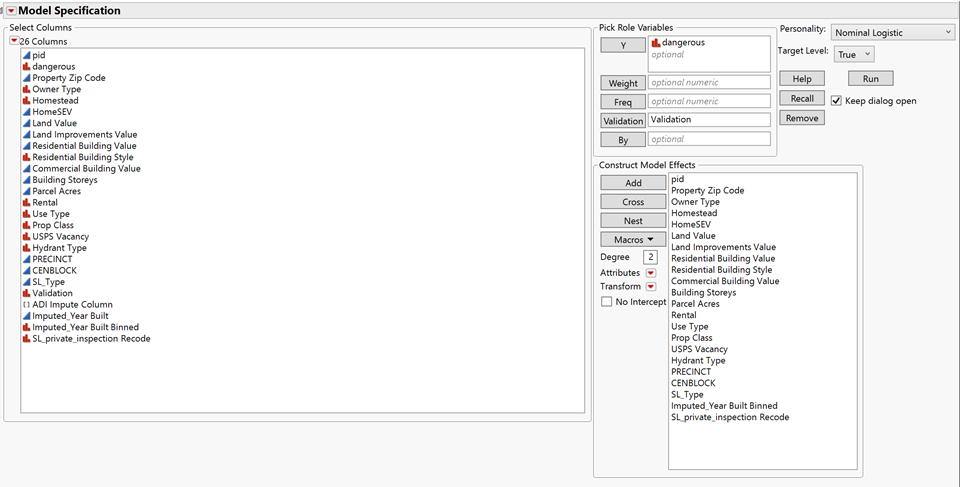 Model Specification
Select Columns
26 Columns
pid
dangerous
Property Zip Code
Owner Type
Homestead
HomeSEV
Land Value
Land Improvements Value
Residential Building Value
Residential Building Style
Commercial Building Value
Building Storeys
Parcel Acres
Rental
Use Type
Prop Class
USPS Vacancy
Hydrant Type
PRECINCT
CENBLOCK
SL_Type
Validation
ADI Impute Column
Imputed_Year Built
Imputed_Year Built Binned
SL_private_inspection Recode
Pick Role Variables
Y
dangerous
optional
Weight
optional numeric
Freq
optional numeric
Validation
Validation
By
optional
Personality:
Nominal Logistic
Target Level:
True
Help
Run
Recall
Keep dialog open
Remove
Construct Model Effects
Add
Cross
Nest
Macros
Degree
2
Attributes
Transform
No Intercept
pid
Property Zip Code
Owner Type
Homestead
HomeSEV
Land Value
Land Improvements Value
Residential Building Value
Residential Building Style
Commercial Building Value
Building Storeys
Parcel Acres
Rental
Use Type
Prop Class
USPS Vacancy
Hydrant Type
PRECINCT
CENBLOCK
SL_Type
Imputed_Year Built Binned
SL_private_inspection Recode